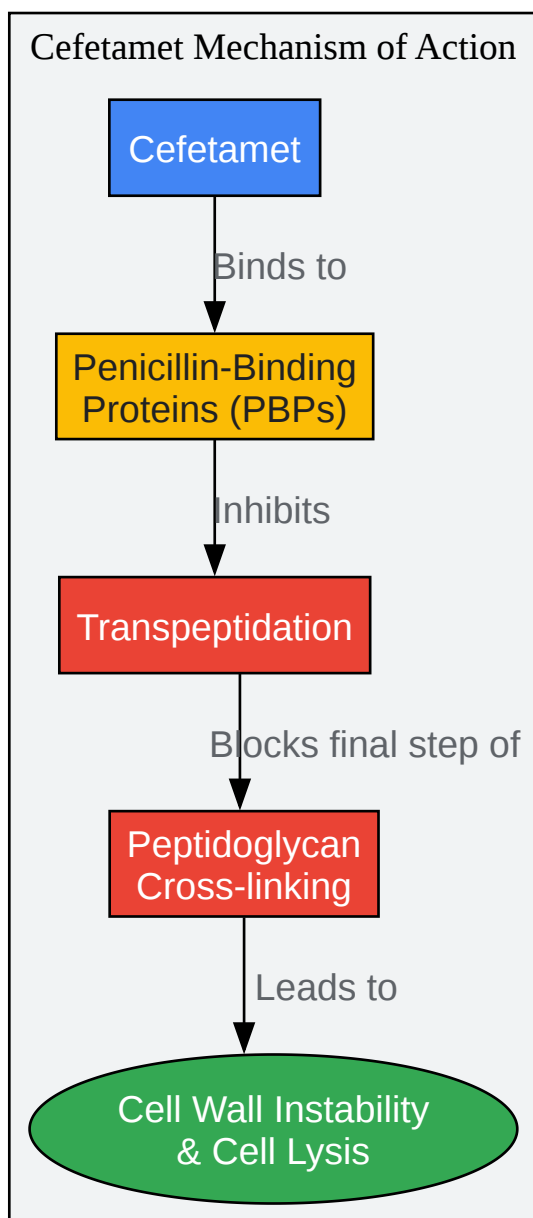 Cefetamet Mechanism of Action
Cefetamet
Binds to
Penicillin-Binding
Proteins (PBPs)
Inhibits
Transpeptidation
Blocks final step of
Peptidoglycan
Cross-linking
Leads to
Cell Wall Instability
& Cell Lysis